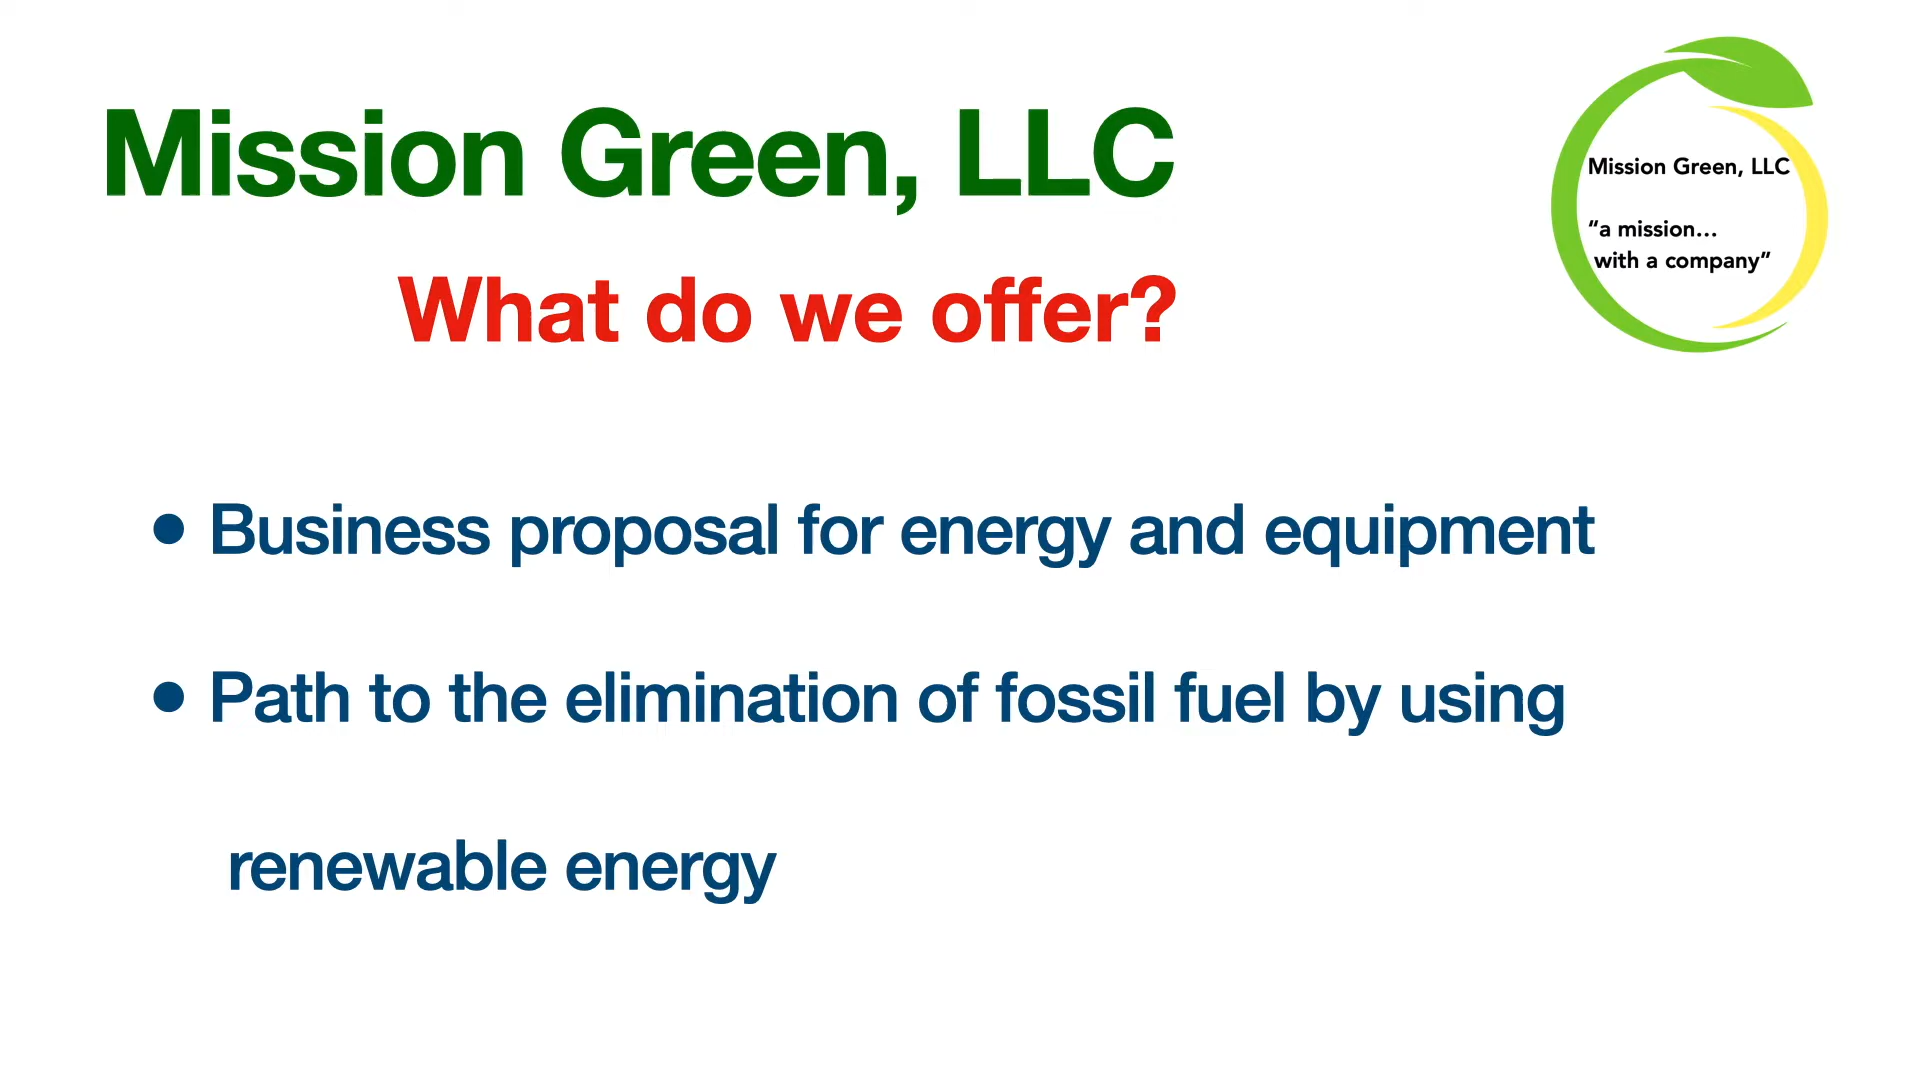 Mission Green, LLC
What do we offer?
Mission Green, LLC
“a mission…
with a company”
• Business proposal for energy and equipment
• Path to the elimination of fossil fuel by using
renewable energy